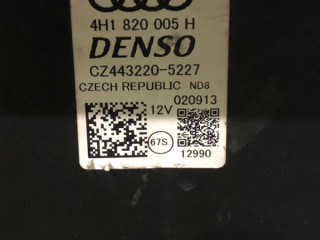 4H1 820 005 H
DENSO
CZ443220-5227
CZECH REPUBLIC ND8
020913
12V
67S
12990